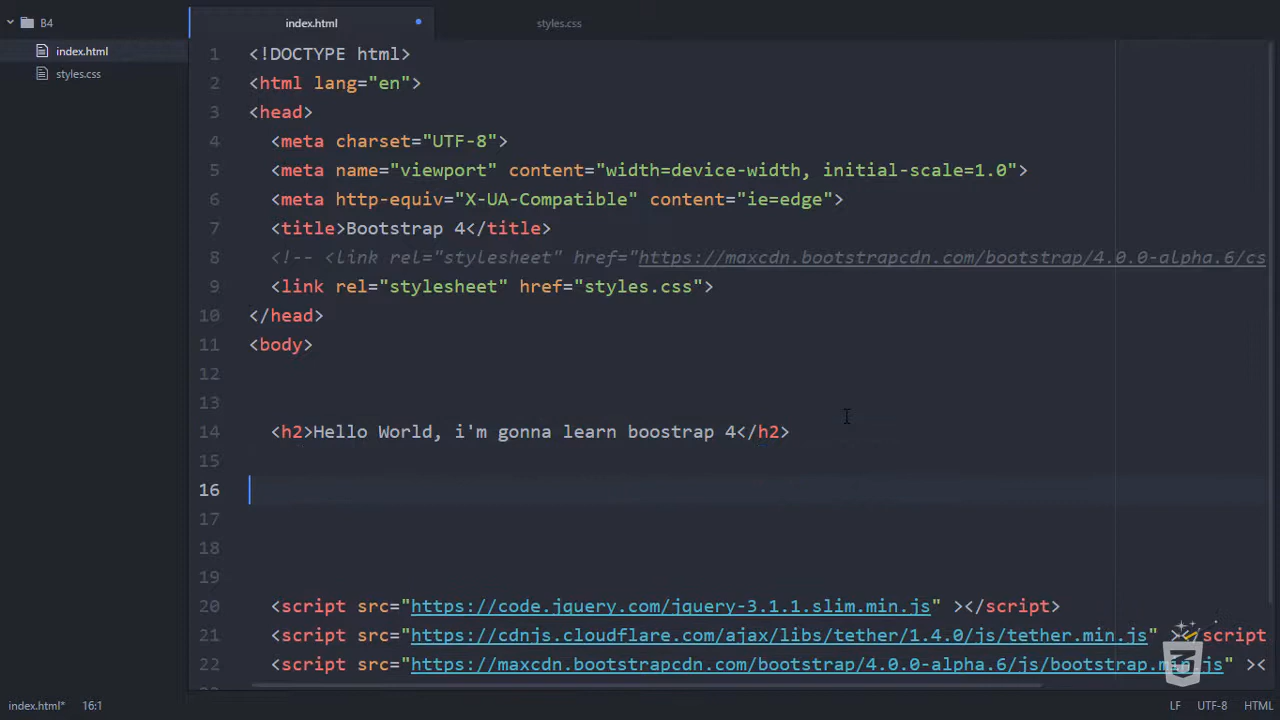 B4
index.html
styles.css
index.html
styles.css
1 <!DOCTYPE html>
2 <html lang="en">
3 <head>
4 <meta charset="UTF-8">
5 <meta name="viewport" content="width=device-width, initial-scale=1.0">
6 <meta http-equiv="X-UA-Compatible" content="ie=edge">
7 <title>Bootstrap 4</title>
8 <!-- <link rel="stylesheet" href="https://maxcdn.bootstrapcdn.com/bootstrap/4.0.0-alpha.6/cs
9 <link rel="stylesheet" href="styles.css">
10 </head>
11 <body>
12
13
14 <h2>Hello World, i'm gonna learn boostrap 4</h2>
15
16
17
18
19
20 <script src="https://code.jquery.com/jquery-3.1.1.slim.min.js" ></script>
21 <script src="https://cdnjs.cloudflare.com/ajax/libs/tether/1.4.0/js/tether.min.js" ></script
22 <script src="https://maxcdn.bootstrapcdn.com/bootstrap/4.0.0-alpha.6/js/bootstrap.min.js" ><
index.html* 16:1
LF UTF-8 HTML